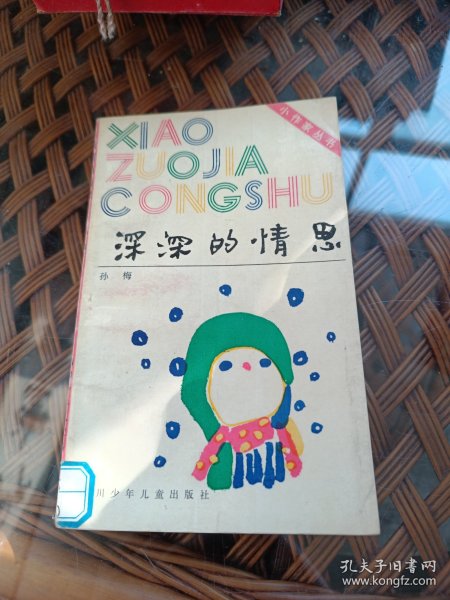 小作家丛书
XIAO
ZUOJIA
CONGSHU
深深的情思
孙梅
川少年儿童出版社
孔夫子旧书网
www.kongfz.com